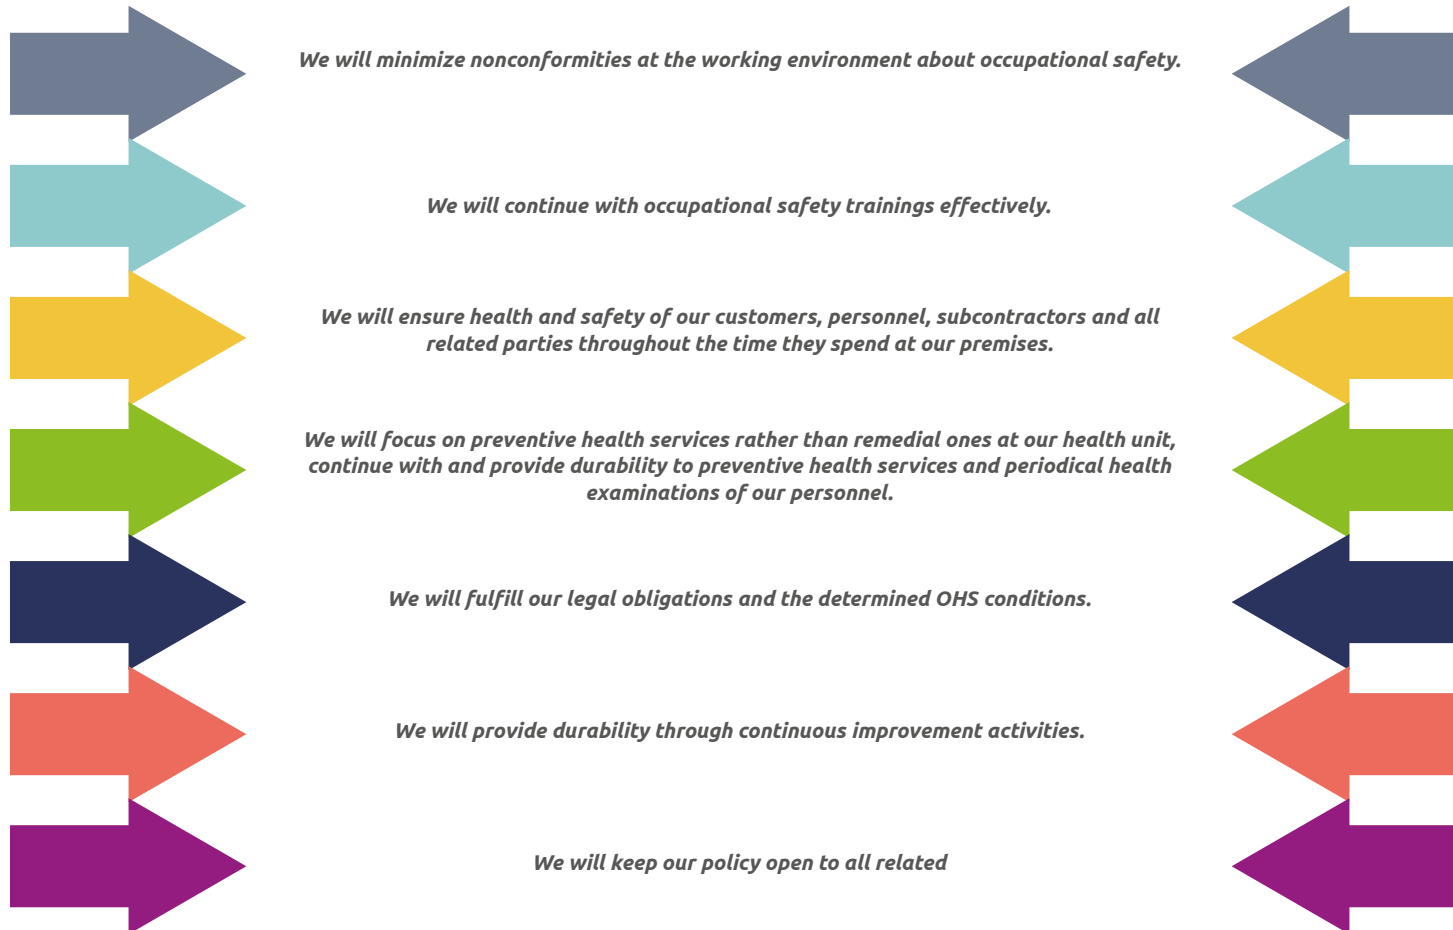 We will minimize nonconformities at the working environment about occupational safety.
We will continue with occupational safety trainings effectively.
We will ensure health and safety of our customers, personnel, subcontractors and all
related parties throughout the time they spend at our premises.
We will focus on preventive health services rather than remedial ones at our health unit,
continue with and provide durability to preventive health services and periodical health
examinations of our personnel.
We will fulfill our legal obligations and the determined OHS conditions.
We will provide durability through continuous improvement activities.
We will keep our policy open to all related